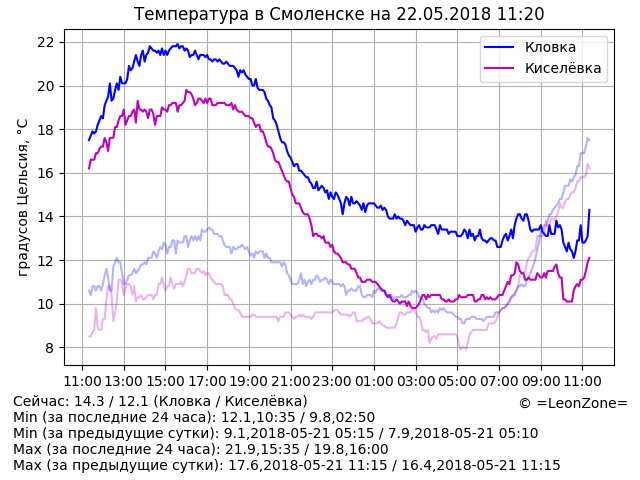 Температура в Смоленске на 22.05.2018 11:20
Кловка
Киселёвка
градусов Цельсия, °C
22
20
18
16
14
12
10
8
11:00 13:00 15:00 17:00 19:00 21:00 23:00 01:00 03:00 05:00 07:00 09:00 11:00
Сейчас: 14.3 / 12.1 (Кловка / Киселёвка)
© =LeonZone=
Min (за последние 24 часа): 12.1,10:35 / 9.8,02:50
Min (за предыдущие сутки): 9.1,2018-05-21 05:15 / 7.9,2018-05-21 05:10
Max (за последние 24 часа): 21.9,15:35 / 19.8,16:00
Max (за предыдущие сутки): 17.6,2018-05-21 11:15 / 16.4,2018-05-21 11:15